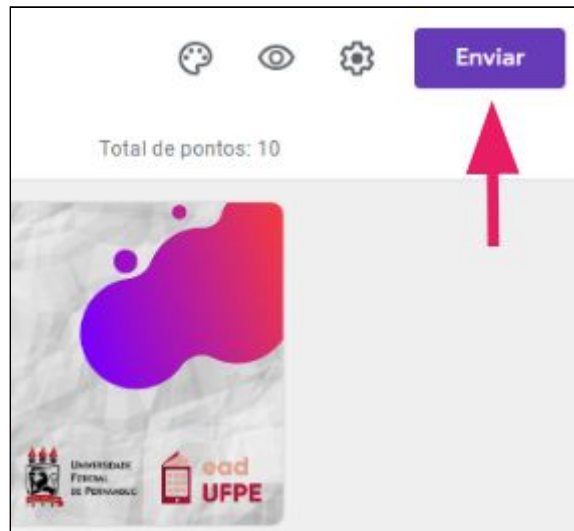 Enviar
Total de pontos: 10
UNIVERSIDADE
FEDERAL
DE PERNAMBUCO
ead
UFPE